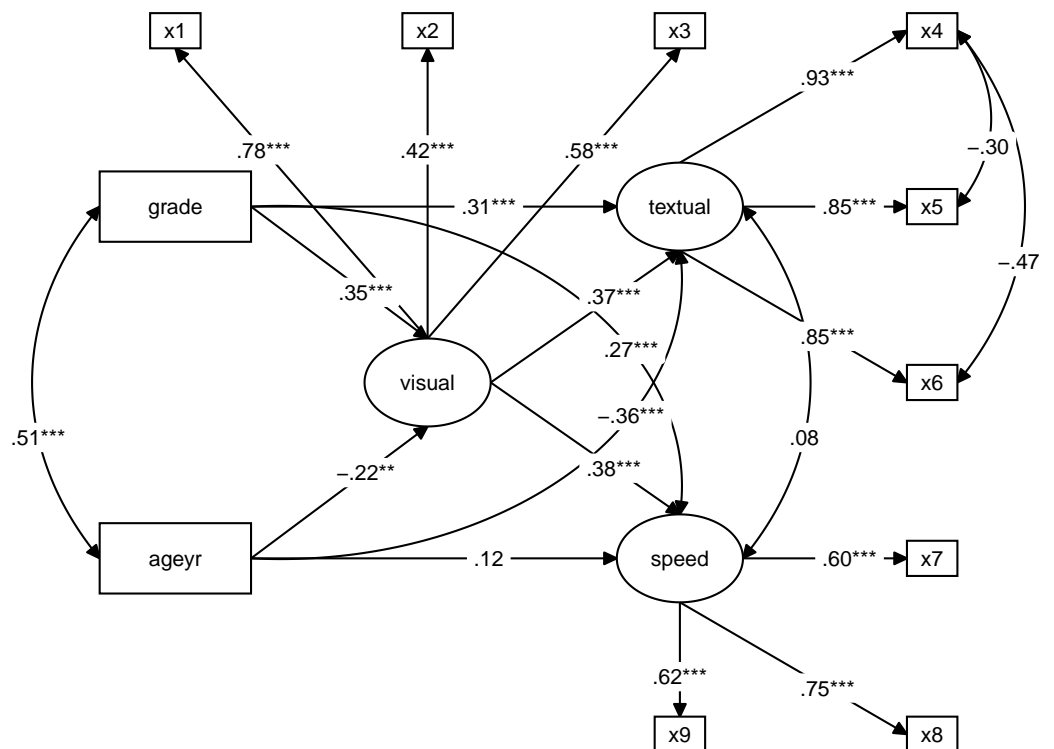 x1
x2
x3
x4
.93***
.78***
.42***
.58***
−.30
grade
.31***
textual
.85***
x5
−.47
.35***
.37***
.27***
.85***
visual
x6
−.36***
.51***
.08
−.22**
.38***
ageyr
.12
speed
.60***
x7
.62***
.75***
x9
x8